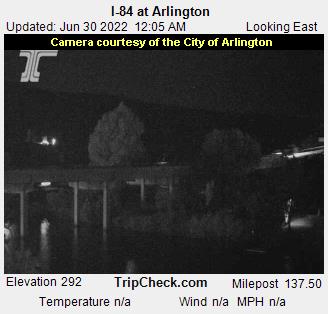 I-84 at Arlington
Updated: Jun 30 2022 12:05 AM Looking East
Camera courtesy of the City of Arlington
Elevation 292 TripCheck.com Milepost 137.50
Temperature n/a Wind n/a MPH n/a